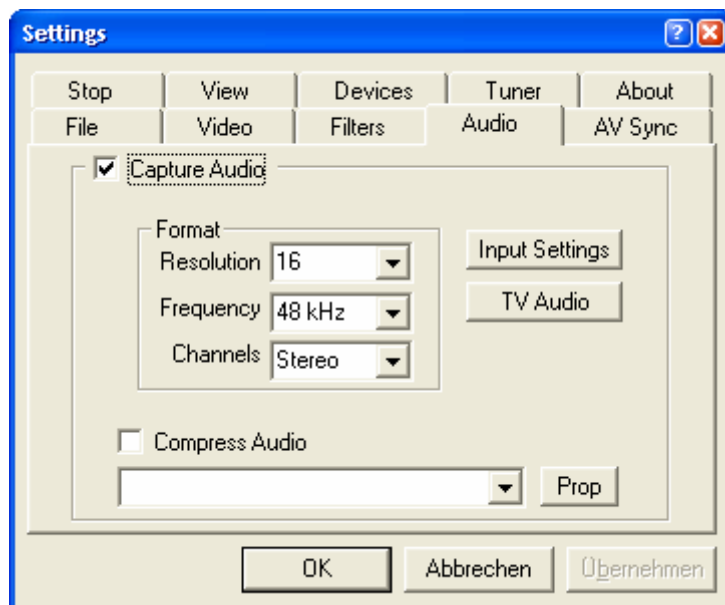 Settings
Stop View Devices Tuner About
File Video Filters Audio AV Sync
Capture Audio
Format
Resolution 16
Input Settings
Frequency 48 kHz
TV Audio
Channels Stereo
Compress Audio
Prop
OK Abbrechen Übernehmen